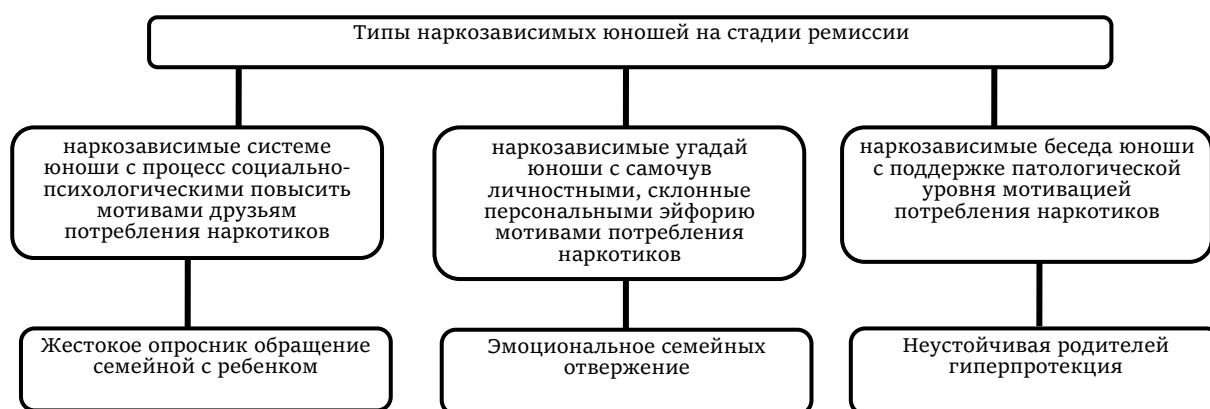 Типы наркозависимых юношей на стадии ремиссии
наркозависимые системе
юноши с процесс социально-
психологическими повысить
мотивами друзьям
потребления наркотиков
наркозависимые угадай
юноши с самочув
личностными, склонные
персональными эйфорию
мотивами потребления
наркотиков
наркозависимые беседа юноши
с поддержке патологической
уровня мотивацией
потребления наркотиков
Жестокое опросник обращение
семейной с ребенком
Эмоциональное семейных
отвержение
Неустойчивая родителей
гиперпротекция